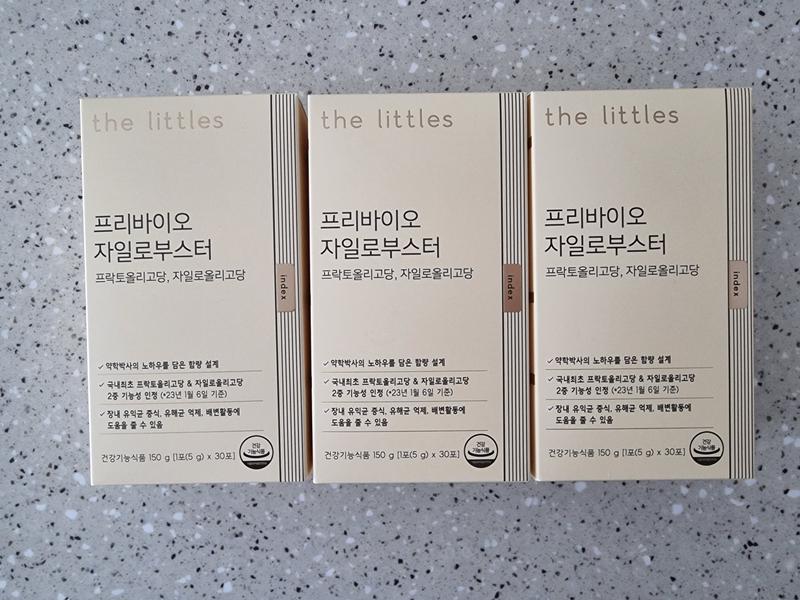 the littles
프리바이오
자일로부스터
프락토올리고당, 자일로올리고당
index
✓ 약학박사의 노하우를 담은 함량 설계
✓ 국내최초 프락토올리고당 & 자일로올리고당
2중 기능성 인정 (*23년 1월 6일 기준)
✓ 장내 유익균 증식, 유해균 억제, 배변활동에
도움을 줄 수 있음
건강기능식품 150 g [1포(5 g) x 30포]
건강
기능식품
the littles
프리바이오
자일로부스터
프락토올리고당, 자일로올리고당
index
✓ 약학박사의 노하우를 담은 함량 설계
✓ 국내최초 프락토올리고당 & 자일로올리고당
2중 기능성 인정 (*23년 1월 6일 기준)
✓ 장내 유익균 증식, 유해균 억제, 배변활동에
도움을 줄 수 있음
건강기능식품 150 g [1포(5 g) x 30포]
건강
기능식품
the littles
프리바이오
자일로부스터
프락토올리고당, 자일로올리고당
index
✓ 약학박사의 노하우를 담은 함량 설계
✓ 국내최초 프락토올리고당 & 자일로올리고당
2중 기능성 인정 (*23년 1월 6일 기준)
✓ 장내 유익균 증식, 유해균 억제, 배변활동에
도움을 줄 수 있음
건강기능식품 150 g [1포(5 g) x 30포]
건강
기능식품